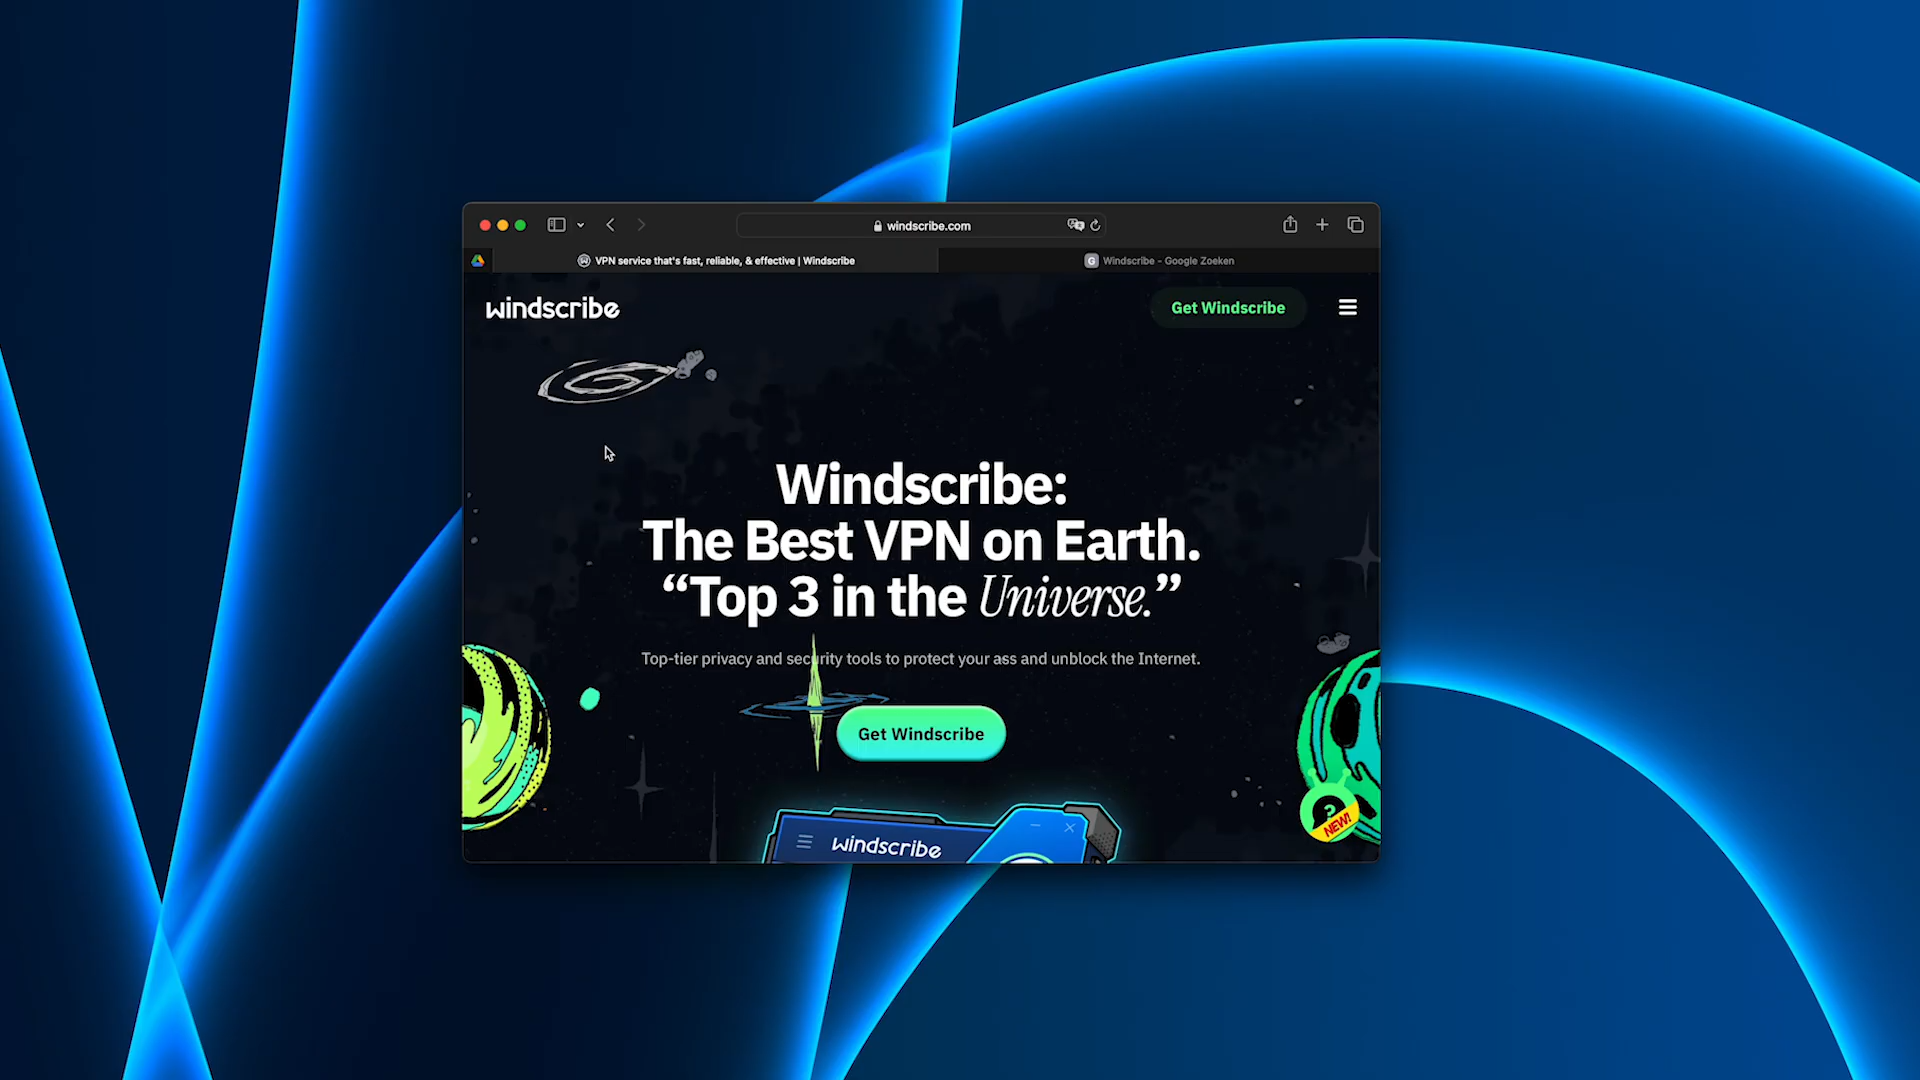 windscribe.com
VPN service that's fast, reliable, & effective | Windscribe
G Windscribe - Google Zoeken
windscribe
Get Windscribe
Windscribe:
The Best VPN on Earth.
“Top 3 in the Universe.”
Top-tier privacy and security tools to protect your ass and unblock the Internet.
Get Windscribe
? NEW!
windscribe